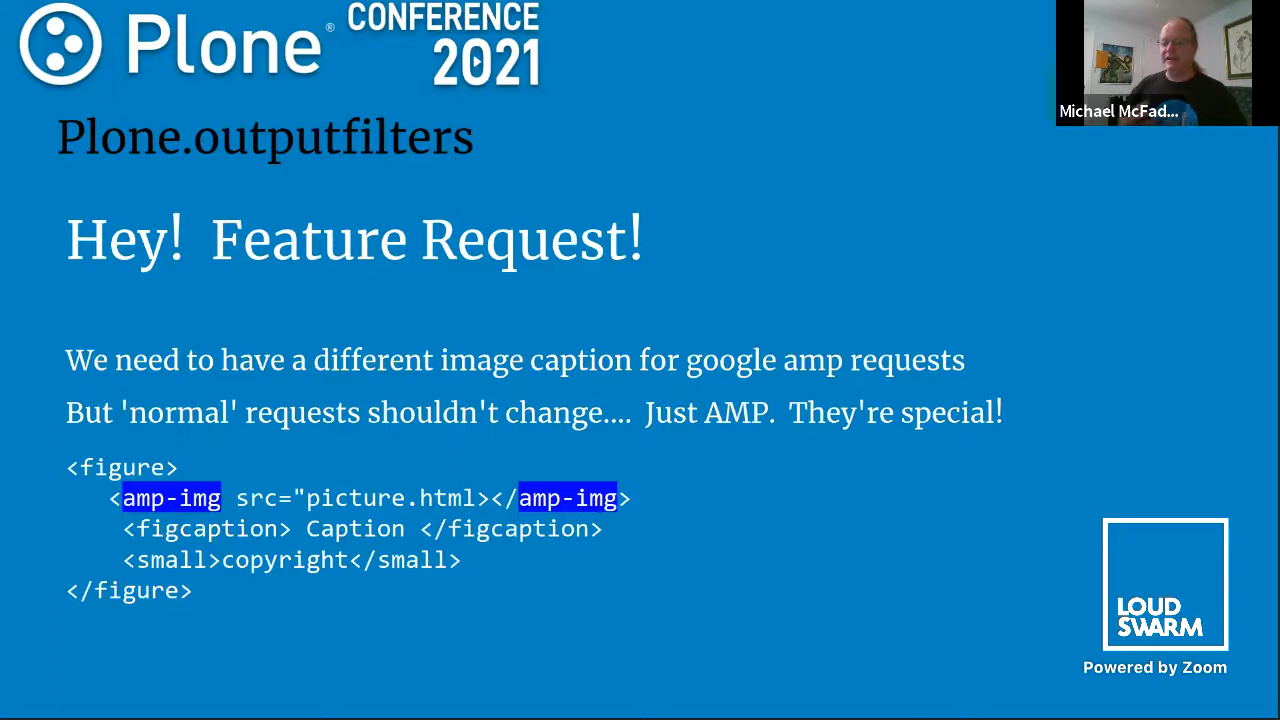 Plone® CONFERENCE
2021
Michael McFad...
Plone.outputfilters
Hey!  Feature Request!
We need to have a different image caption for google amp requests
But 'normal' requests shouldn't change....  Just AMP.  They're special!
<figure>
   <amp-img src="picture.html></amp-img>
    <figcaption> Caption </figcaption>
    <small>copyright</small>
</figure>
LOUD
SWARM
Powered by Zoom